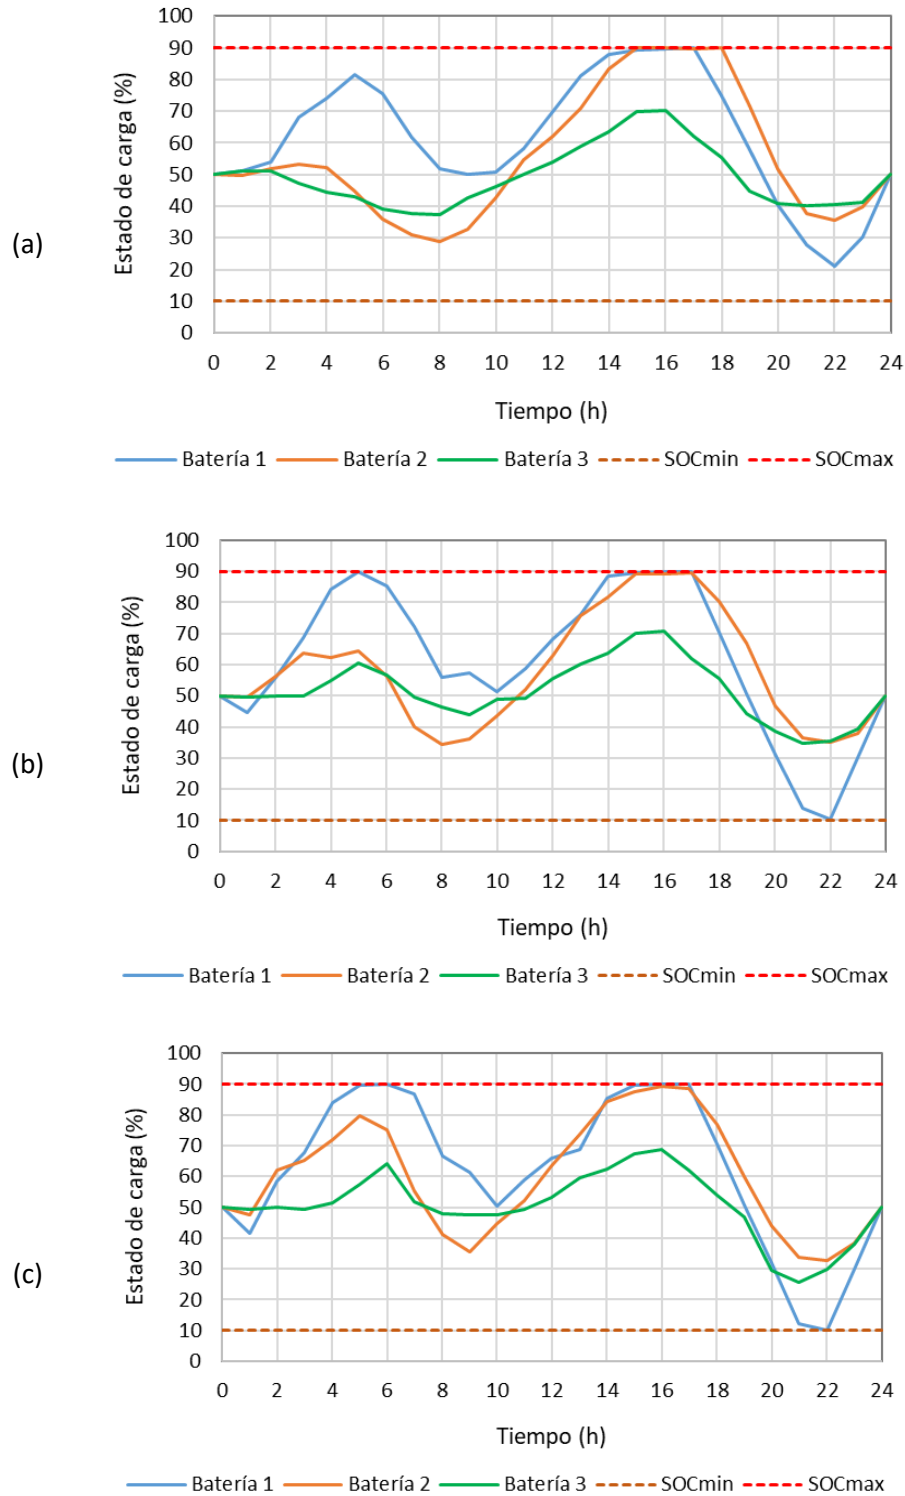 (a)
Estado de carga (%)
100
90
80
70
60
50
40
30
20
10
0
0 2 4 6 8 10 12 14 16 18 20 22 24
Tiempo (h)
Batería 1 Batería 2 Batería 3 SOCmin SOCmax
(b)
Estado de carga (%)
100
90
80
70
60
50
40
30
20
10
0
0 2 4 6 8 10 12 14 16 18 20 22 24
Tiempo (h)
Batería 1 Batería 2 Batería 3 SOCmin SOCmax
(c)
Estado de carga (%)
100
90
80
70
60
50
40
30
20
10
0
0 2 4 6 8 10 12 14 16 18 20 22 24
Tiempo (h)
Batería 1 Batería 2 Batería 3 SOCmin SOCmax